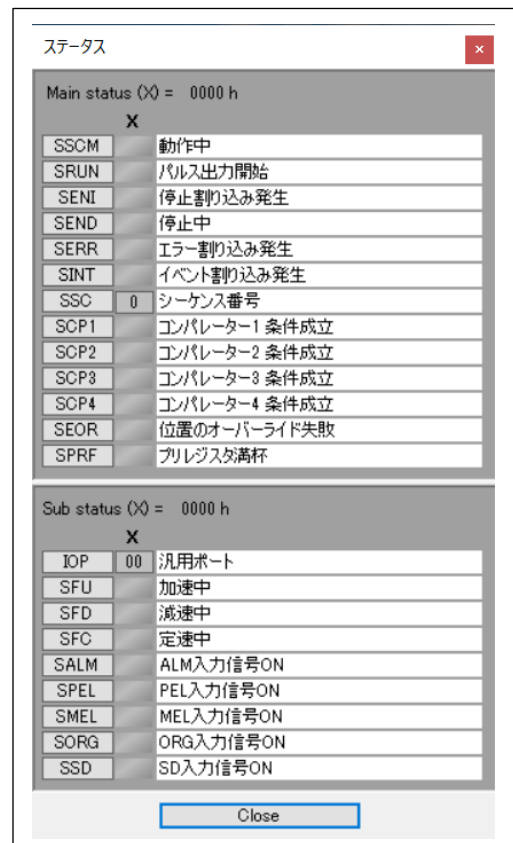 ステータス
×
Main status (X) = 0000 h
X
SSCM 動作中
SRUN パルス出力開始
SENI 停止割り込み発生
SEND 停止中
SERR エラー割り込み発生
SINT イベント割り込み発生
SSC 0 シーケンス番号
SCP1 コンパレーター1 条件成立
SCP2 コンパレーター2 条件成立
SCP3 コンパレーター3 条件成立
SCP4 コンパレーター4 条件成立
SEOR 位置のオーバーライド失敗
SPRF プリレジスタ満杯
Sub status (X) = 0000 h
X
IOP 00 汎用ポート
SFU 加速中
SFD 減速中
SFC 定速中
SALM ALM入力信号ON
SPEL PEL入力信号ON
SMEL MEL入力信号ON
SORG ORG入力信号ON
SSD SD入力信号ON
Close